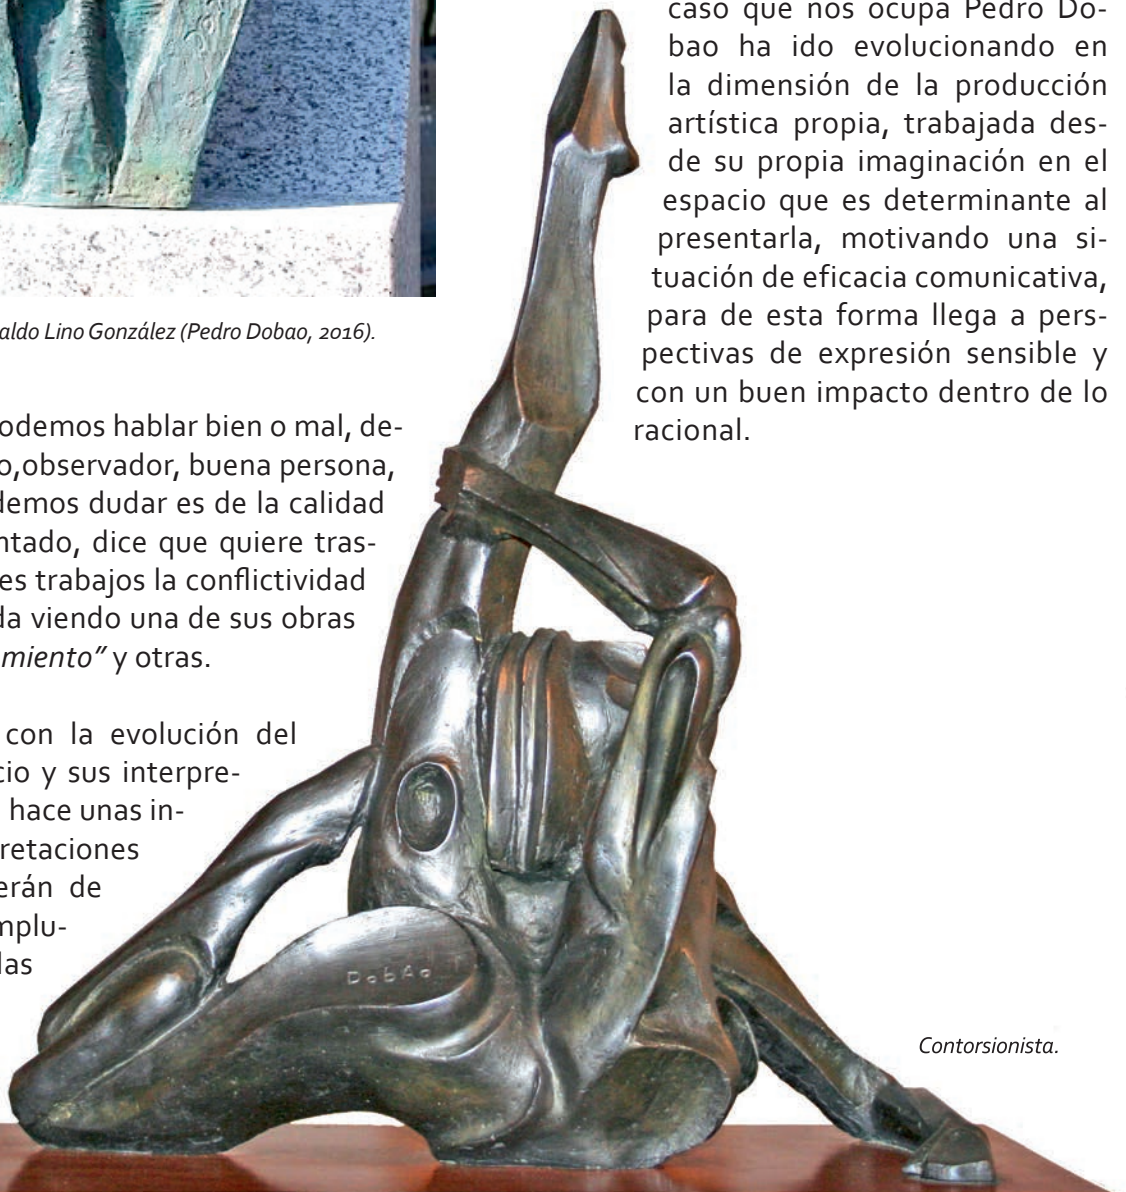 aldo Lino González (Pedro Dobao, 2016).
odemos hablar bien o mal, de-
o,observador, buena persona,
demos dudar es de la calidad
ntado, dice que quiere tras-
es trabajos la conflictividad
da viendo una de sus obras
miento” y otras.
con la evolución del
cio y sus interpre-
hace unas in-
retaciones
erán de
mplu-
las
caso que nos ocupa Pedro Do-
bao ha ido evolucionando en
la dimensión de la producción
artística propia, trabajada des-
de su propia imaginación en el
espacio que es determinante al
presentarla, motivando una si-
tuación de eficacia comunicativa,
para de esta forma llega a pers-
pectivas de expresión sensible y
con un buen impacto dentro de lo
racional.
DobAo
Contorsionista.